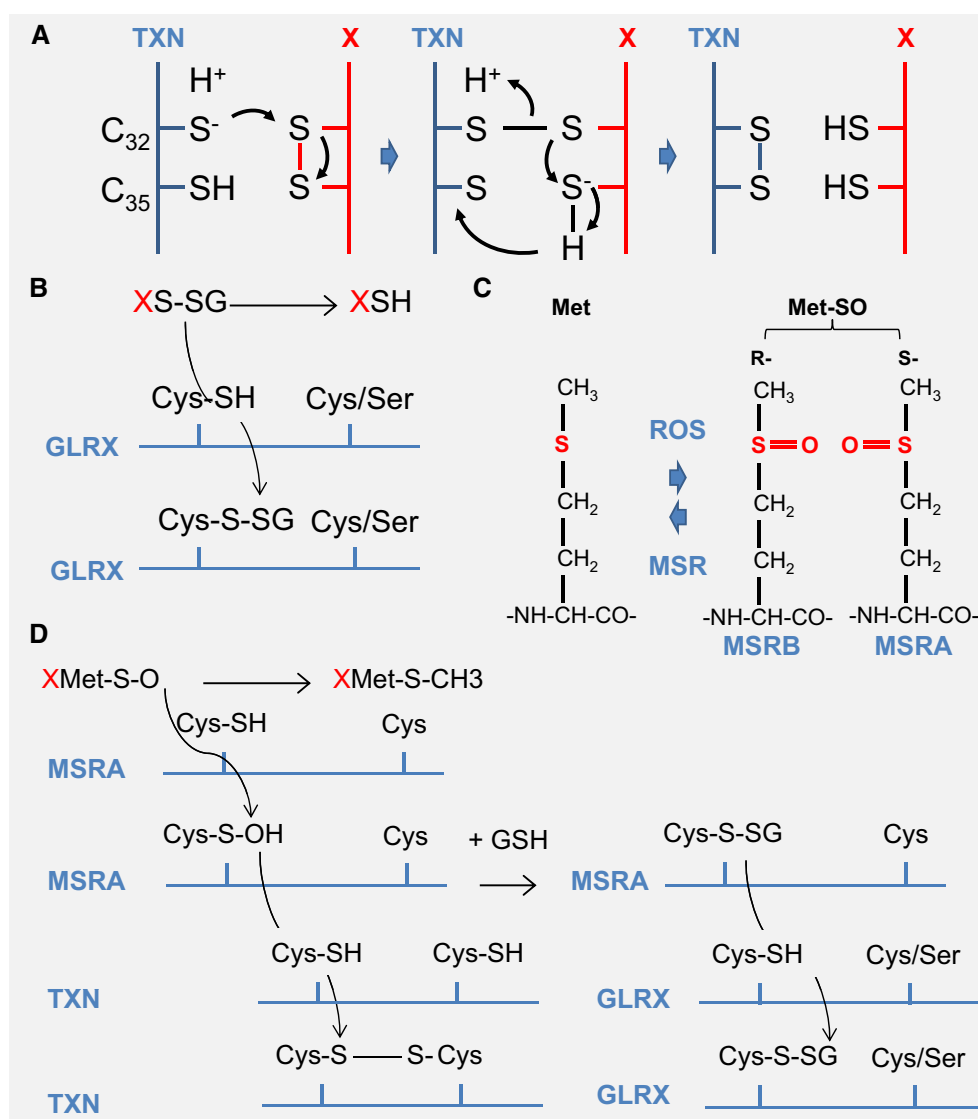 A
TXN X TXN X TXN X
H⁺ H⁺
C₃₂ S⁻ S S S S HS
C₃₅ SH S S S⁻ S HS
H
B
XS-SG XSH
Cys-SH Cys/Ser
GLRX
Cys-S-SG Cys/Ser
GLRX
C
Met Met-SO
R- S-
CH₃ CH₃ CH₃
ROS
S S=O O=S
CH₂ CH₂ CH₂
CH₂ CH₂ CH₂
MSR
-NH-CH-CO- -NH-CH-CO- -NH-CH-CO-
MSRB MSRA
D
XMet-S-O XMet-S-CH3
Cys-SH Cys
MSRA
Cys-S-OH Cys + GSH Cys-S-SG Cys
MSRA MSRA
Cys-SH Cys-SH Cys-SH Cys/Ser
TXN GLRX
Cys-S S-Cys Cys-S-SG Cys/Ser
TXN GLRX